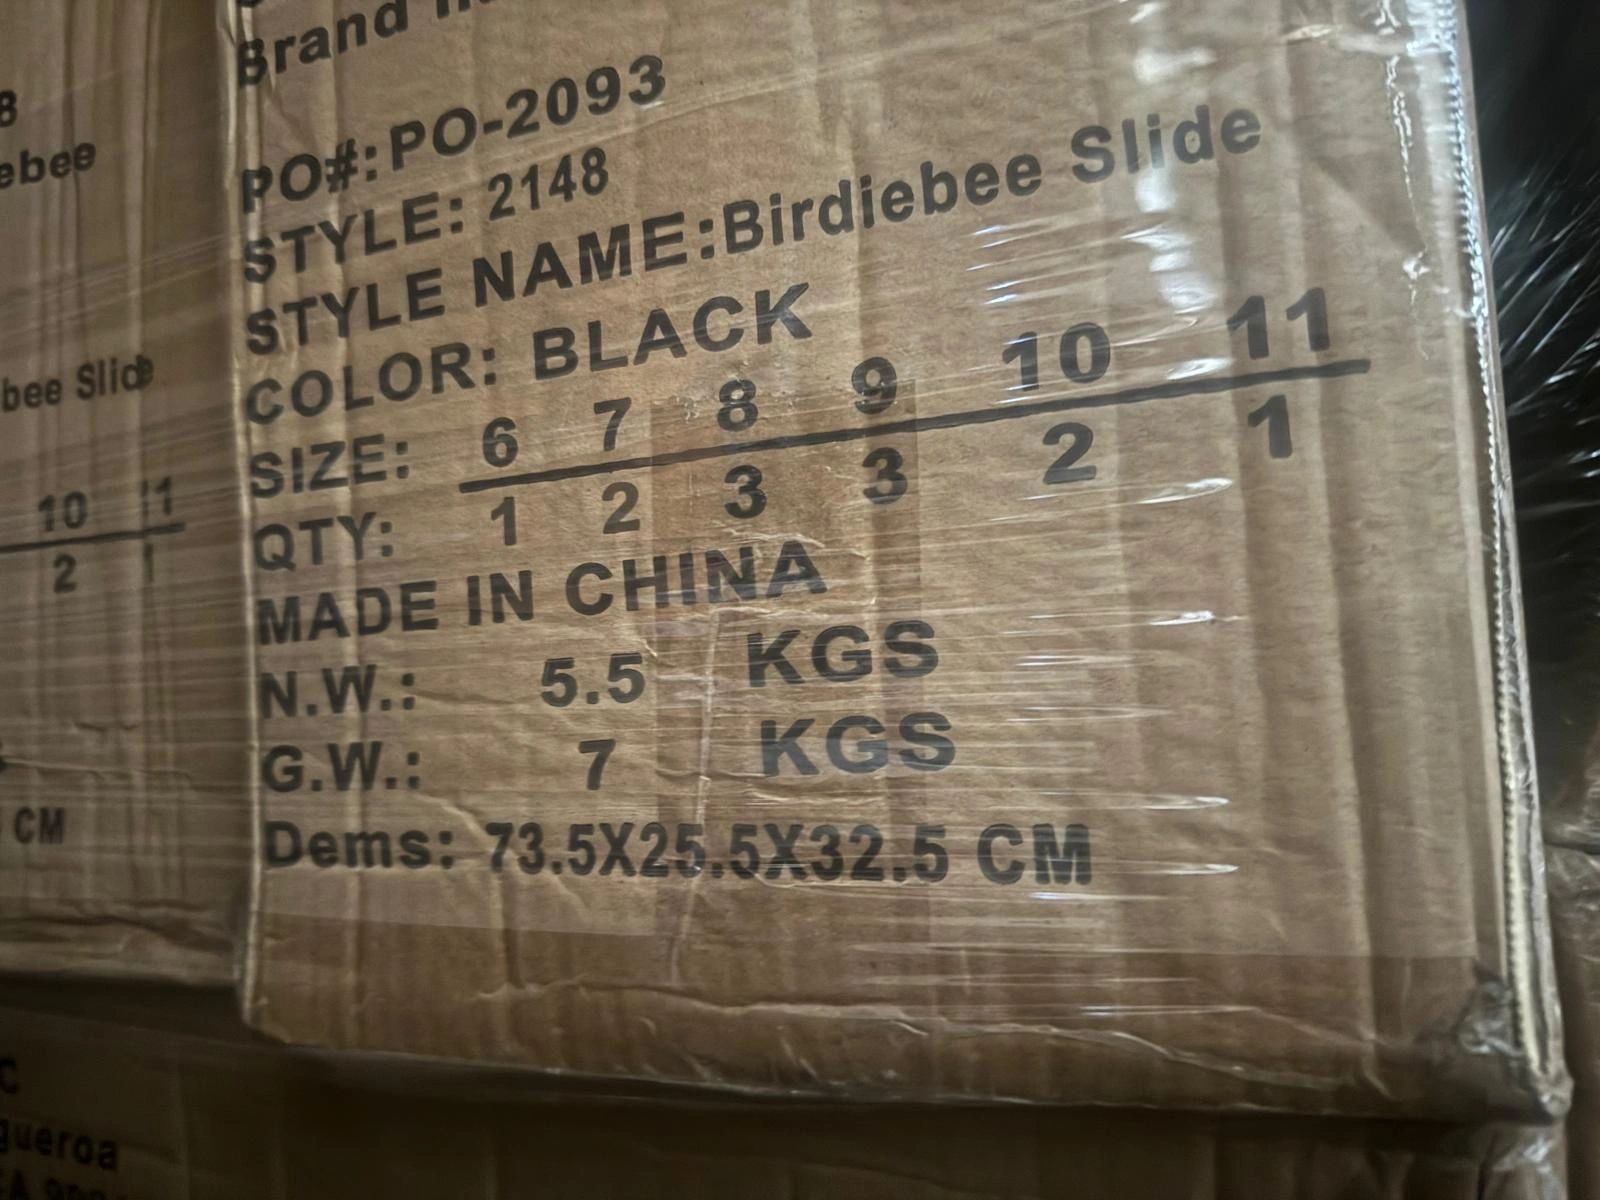 Brand
PO#:PO-2093
STYLE: 2148
STYLE NAME:Birdiebee Slide
COLOR: BLACK
SIZE: 6 7 8 9 10 11
QTY: 1 2 3 3 2 1
MADE IN CHINA
N.W.: 5.5 KGS
G.W.: 7 KGS
Dems: 73.5X25.5X32.5 CM
8
ebee
bee Slide
10 11
2 1
CM
C
gueroa